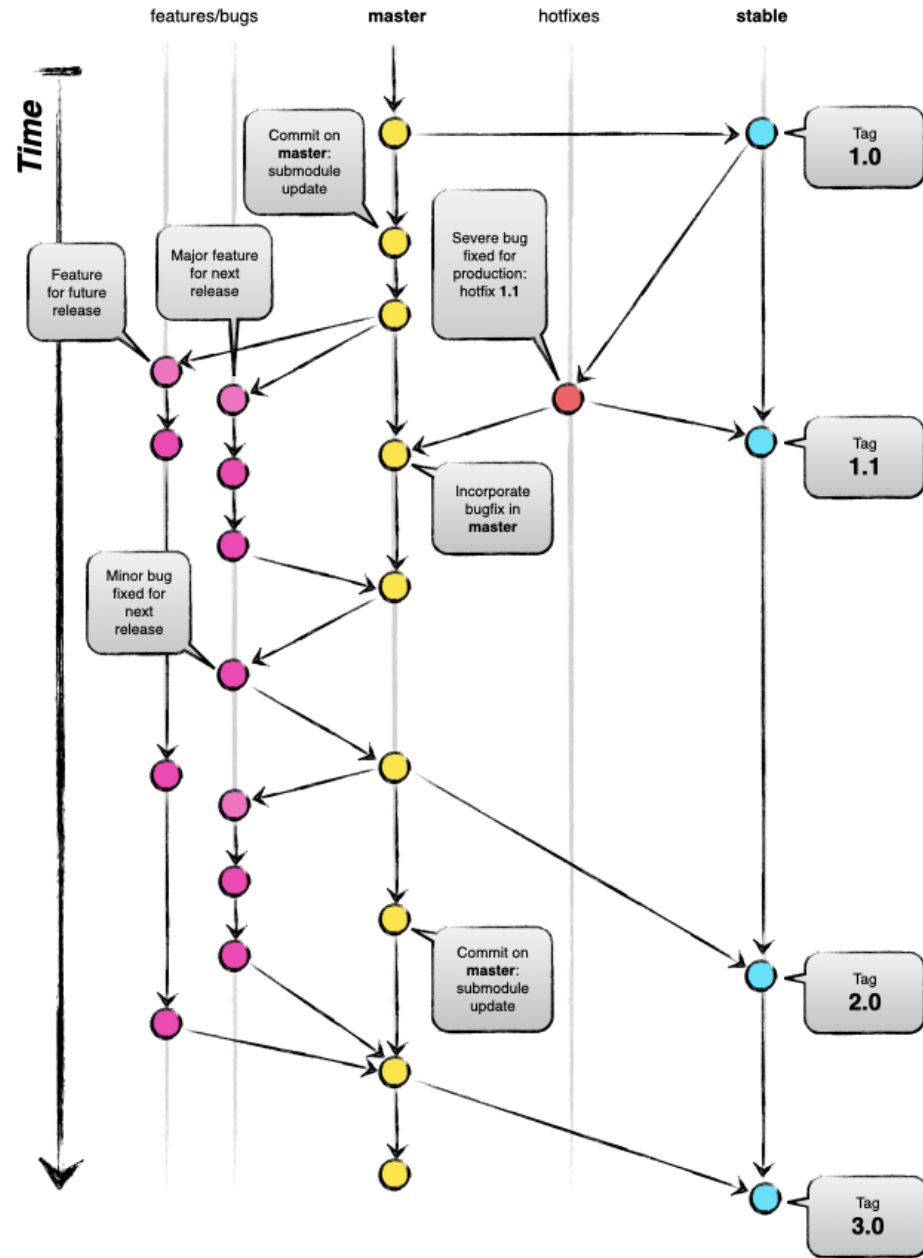 features/bugs
master
hotfixes
stable
Time
Commit on
master:
submodule
update
Tag
1.0
Severe bug
fixed for
production:
hotfix 1.1
Major feature
for next
release
Feature
for future
release
Tag
1.1
Incorporate
bugfix in
master
Minor bug
fixed for
next
release
Commit on
master:
submodule
update
Tag
2.0
Tag
3.0